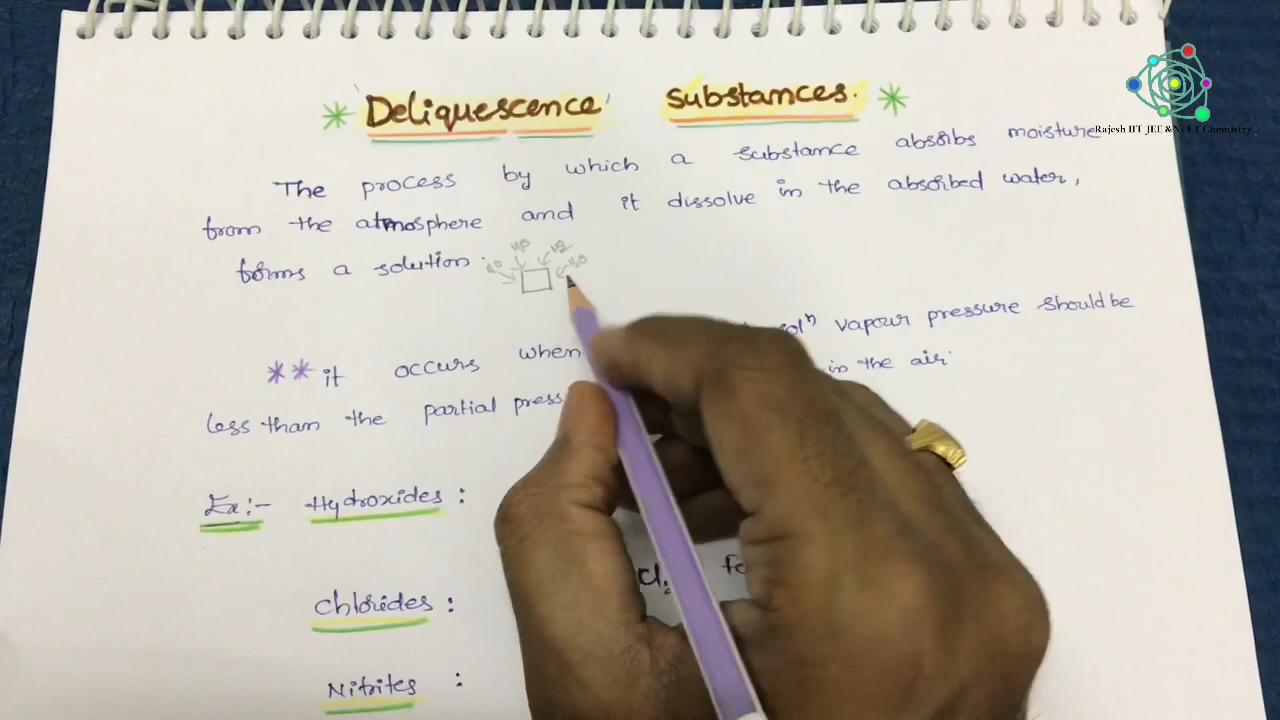 * 'Deliquescence' substances. *
Rajesh IIT JEE & NEET Chemistry
The process by which a substance absorbs moisture
from the atmosphere and it dissolve in the absorbed water,
forms a solution.
** it occurs when solⁿ vapour pressure should be
less than the partial press in the air
Ex:- Hydroxides:
Chlorides:
Nitrites: